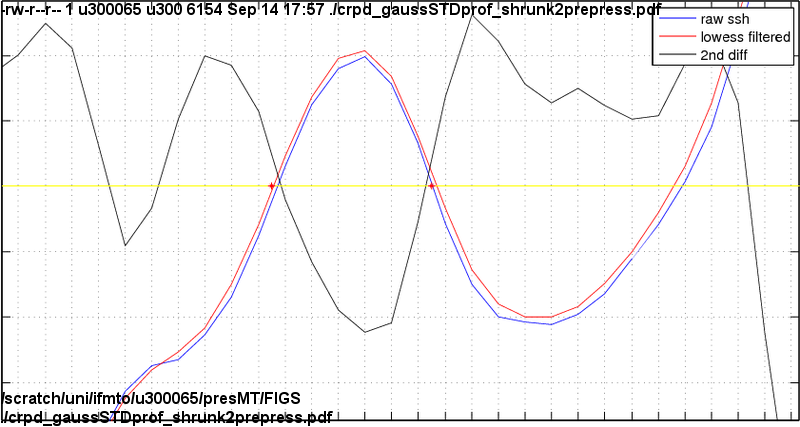 -rw-r--r-- 1 u300065 u300 6154 Sep 14 17:57 ./crpd_gaussSTDprof_shrunk2prepress.pdf
raw ssh
lowess filtered
2nd diff
/scratch/uni/ifmto/u300065/presMT/FIGS
./crpd_gaussSTDprof_shrunk2prepress.pdf